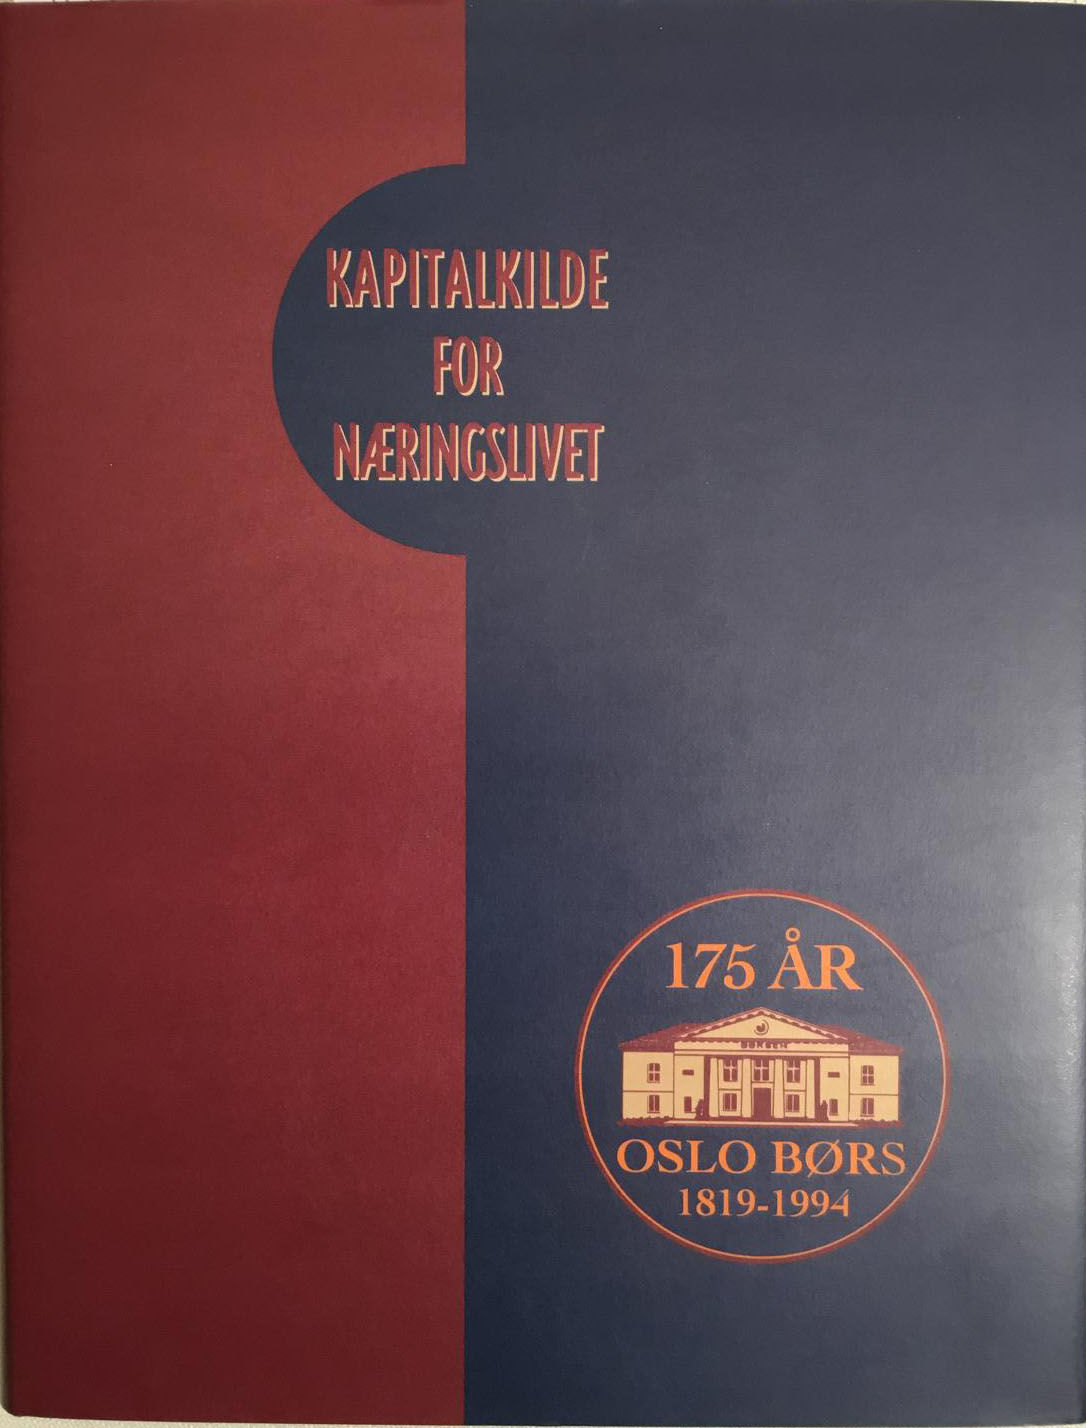 KAPITALKILDE
FOR
NÆRINGSLIVET
175 ÅR
BØRSEN
OSLO BØRS
1819-1994